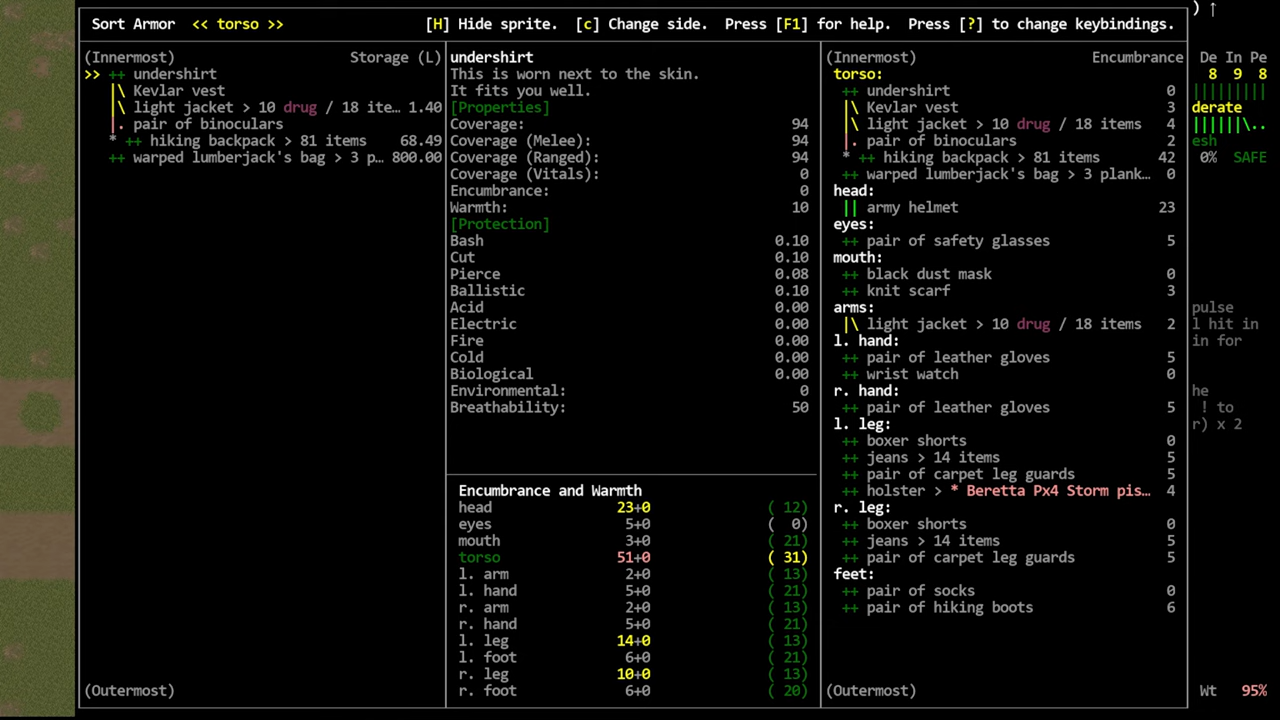 Sort Armor << torso >> [H] Hide sprite. [c] Change side. Press [F1] for help. Press [?] to change keybindings.
) ↑
(Innermost) Storage (L)
>> ++ undershirt
|\ Kevlar vest
|\ light jacket > 10 drug / 18 ite… 1.40
|. pair of binoculars
* ++ hiking backpack > 81 items 68.49
++ warped lumberjack's bag > 3 p… 800.00
(Outermost)
undershirt
This is worn next to the skin.
It fits you well.
[Properties]
Coverage: 94
Coverage (Melee): 94
Coverage (Ranged): 94
Coverage (Vitals): 0
Encumbrance: 0
Warmth: 10
[Protection]
Bash 0.10
Cut 0.10
Pierce 0.08
Ballistic 0.10
Acid 0.00
Electric 0.00
Fire 0.00
Cold 0.00
Biological 0.00
Environmental: 0
Breathability: 50
Encumbrance and Warmth
head 23+0 ( 12)
eyes 5+0 ( 0)
mouth 3+0 ( 21)
torso 51+0 ( 31)
l. arm 2+0 ( 13)
l. hand 5+0 ( 21)
r. arm 2+0 ( 13)
r. hand 5+0 ( 21)
l. leg 14+0 ( 13)
l. foot 6+0 ( 21)
r. leg 10+0 ( 13)
r. foot 6+0 ( 20)
(Innermost) Encumbrance
torso:
++ undershirt 0
|\ Kevlar vest 3
|\ light jacket > 10 drug / 18 items 4
|. pair of binoculars 2
* ++ hiking backpack > 81 items 42
++ warped lumberjack's bag > 3 plank… 0
head:
|| army helmet 23
eyes:
++ pair of safety glasses 5
mouth:
++ black dust mask 0
++ knit scarf 3
arms:
|\ light jacket > 10 drug / 18 items 2
l. hand:
++ pair of leather gloves 5
++ wrist watch 0
r. hand:
++ pair of leather gloves 5
l. leg:
++ boxer shorts 0
++ jeans > 14 items 5
++ pair of carpet leg guards 5
++ holster > * Beretta Px4 Storm pis… 4
r. leg:
++ boxer shorts 0
++ jeans > 14 items 5
++ pair of carpet leg guards 5
feet:
++ pair of socks 0
++ pair of hiking boots 6
(Outermost)
De In Pe
8 9 8
|||||||||
derate
||||||\..
esh
0% SAFE
pulse
l hit in
in for
he
! to
r) x 2
Wt 95%